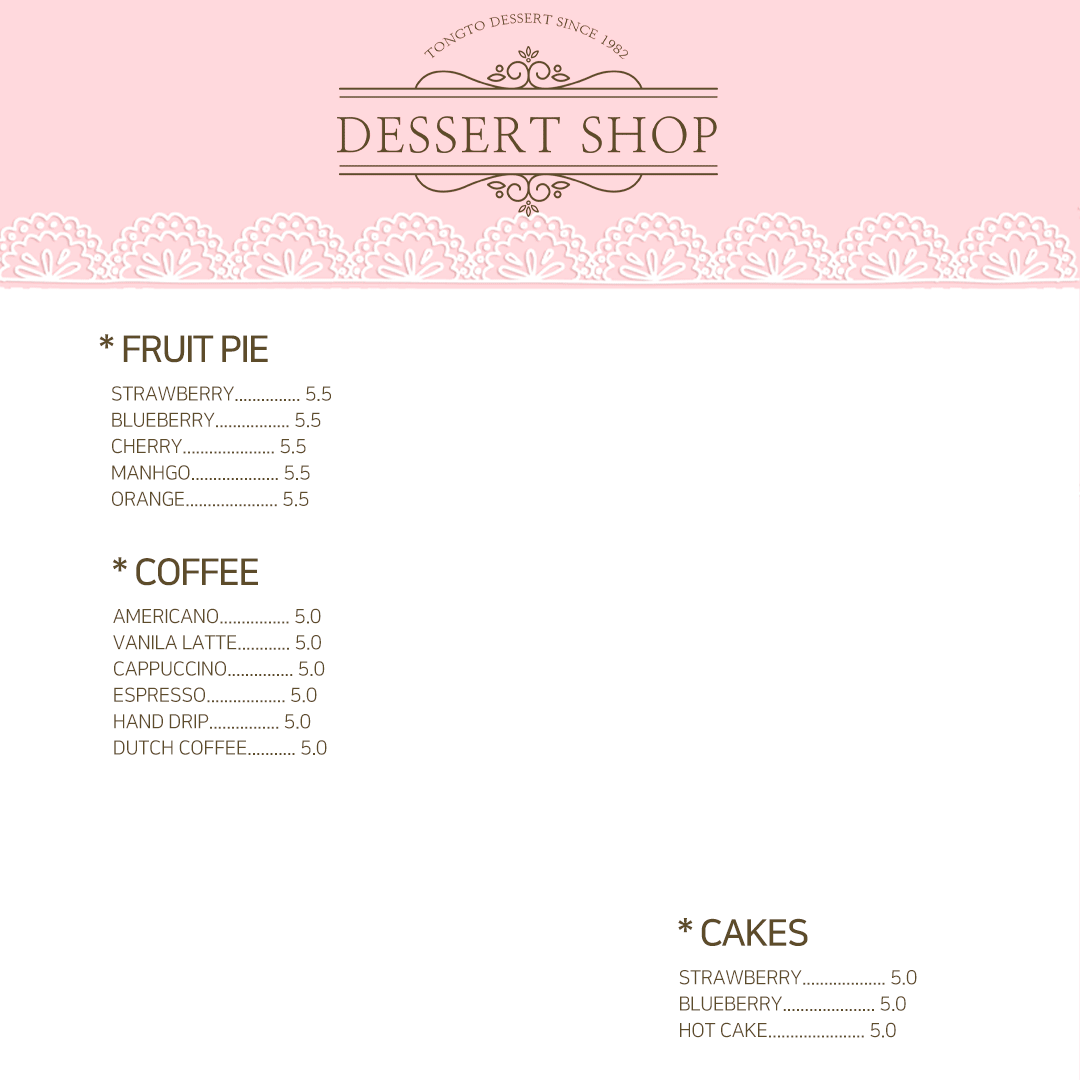 TONGTO DESSERT SINCE 1982
DESSERT SHOP
* FRUIT PIE
STRAWBERRY............... 5.5
BLUEBERRY................. 5.5
CHERRY..................... 5.5
MANHGO.................... 5.5
ORANGE..................... 5.5
* COFFEE
AMERICANO................ 5.0
VANILA LATTE............ 5.0
CAPPUCCINO............... 5.0
ESPRESSO.................. 5.0
HAND DRIP................ 5.0
DUTCH COFFEE........... 5.0
* CAKES
STRAWBERRY................... 5.0
BLUEBERRY..................... 5.0
HOT CAKE...................... 5.0